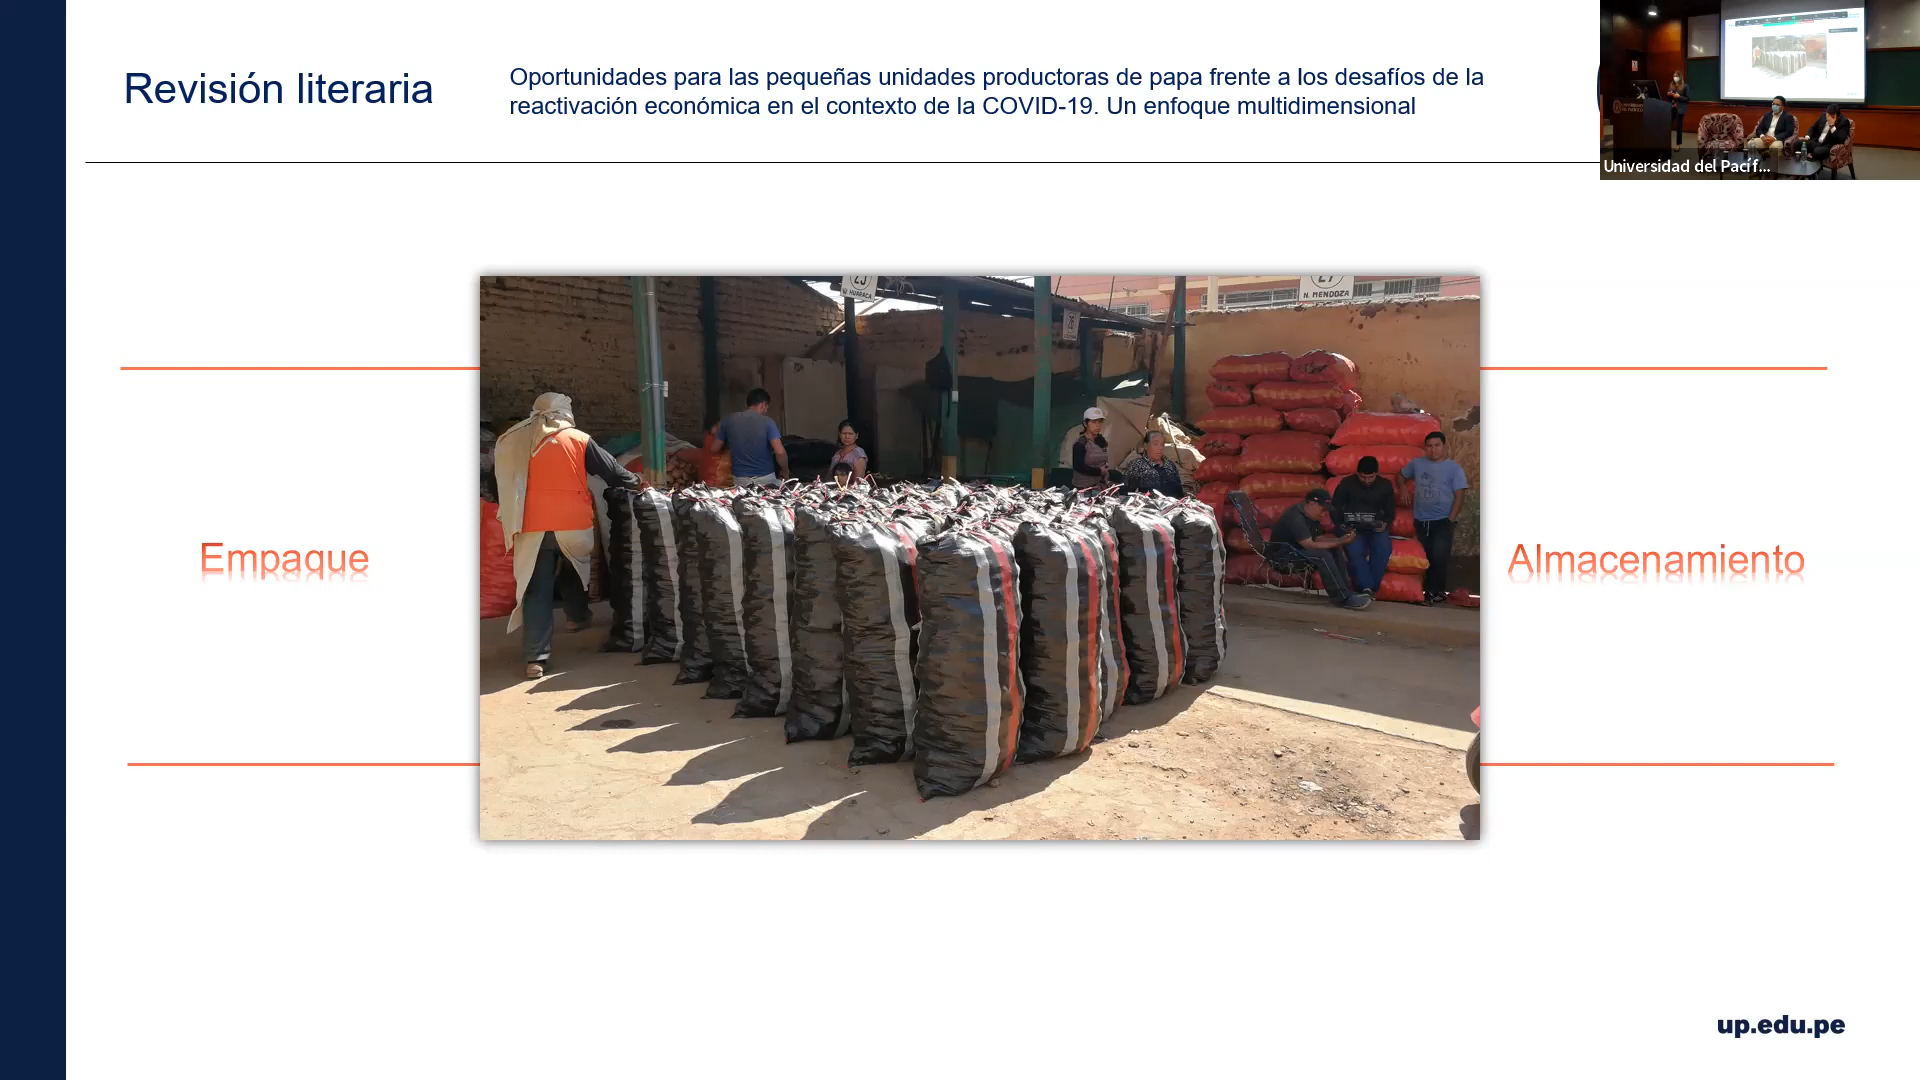 Revisión literaria
Oportunidades para las pequeñas unidades productoras de papa frente a los desafíos de la
reactivación económica en el contexto de la COVID-19. Un enfoque multidimensional
Universidad del Pacíf...
N. MENDOZA
26
Empaque
Almacenamiento
up.edu.pe